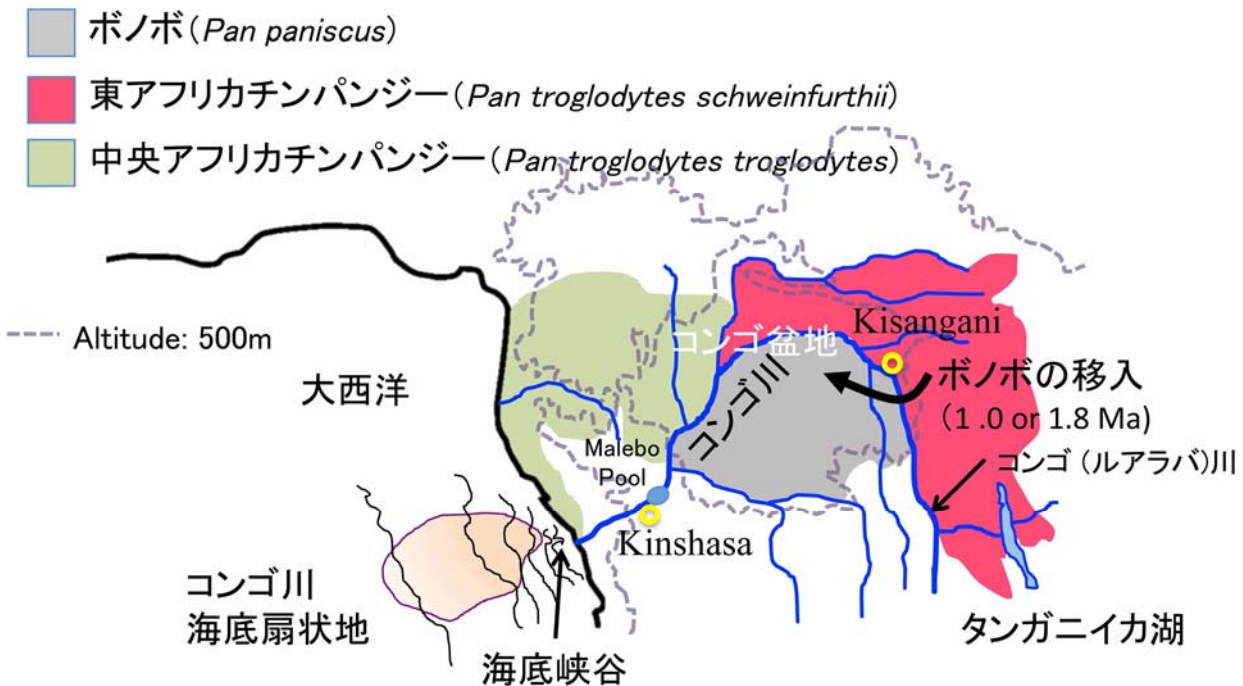 ボノボ(Pan paniscus)
東アフリカチンパンジー(Pan troglodytes schweinfurthii)
中央アフリカチンパンジー(Pan troglodytes troglodytes)
Altitude: 500m
大西洋
コンゴ盆地
Kisangani
コンゴ川
ボノボの移入
(1 .0 or 1.8 Ma)
コンゴ(ルアラバ)川
Malebo
Pool
Kinshasa
コンゴ川
海底扇状地
海底峡谷
タンガニイカ湖